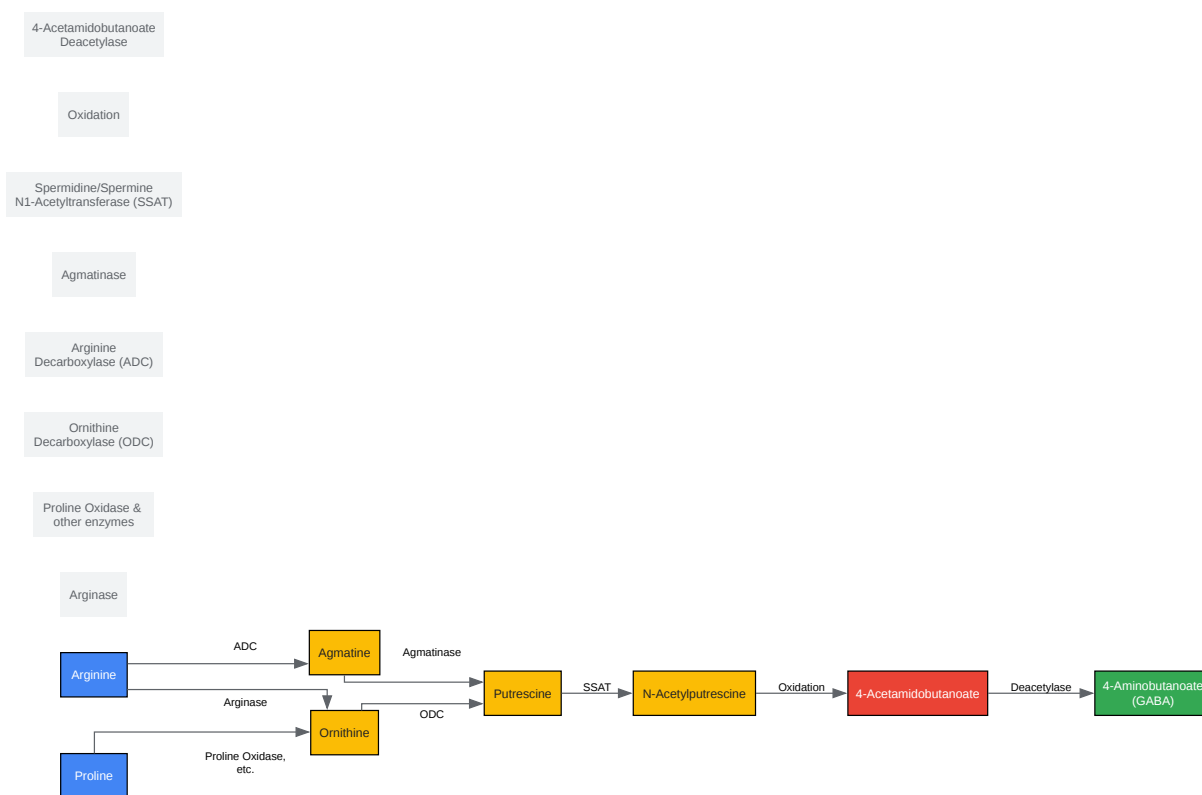 4-Acetamidobutanoate
Deacetylase
Oxidation
Spermidine/Spermine
N1-Acetyltransferase (SSAT)
Agmatinase
Arginine
Decarboxylase (ADC)
Ornithine
Decarboxylase (ODC)
Proline Oxidase &
other enzymes
Arginase
ADC
Agmatine
Agmatinase
Arginine
Putrescine
SSAT
N-Acetylputrescine
Oxidation
4-Acetamidobutanoate
Deacetylase
4-Aminobutanoate
(GABA)
Arginase
ODC
Ornithine
Proline Oxidase,
etc.
Proline